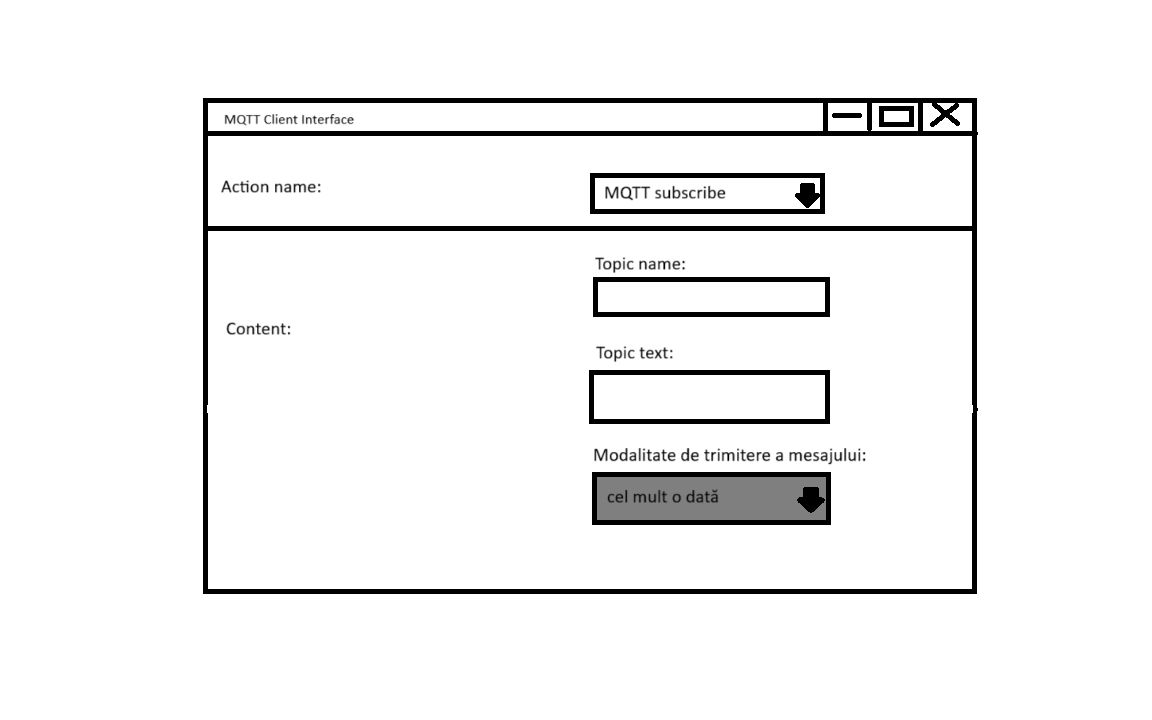 MQTT Client Interface
Action name:
MQTT subscribe
Topic name:
Content:
Topic text:
Modalitate de trimitere a mesajului:
cel mult o dată